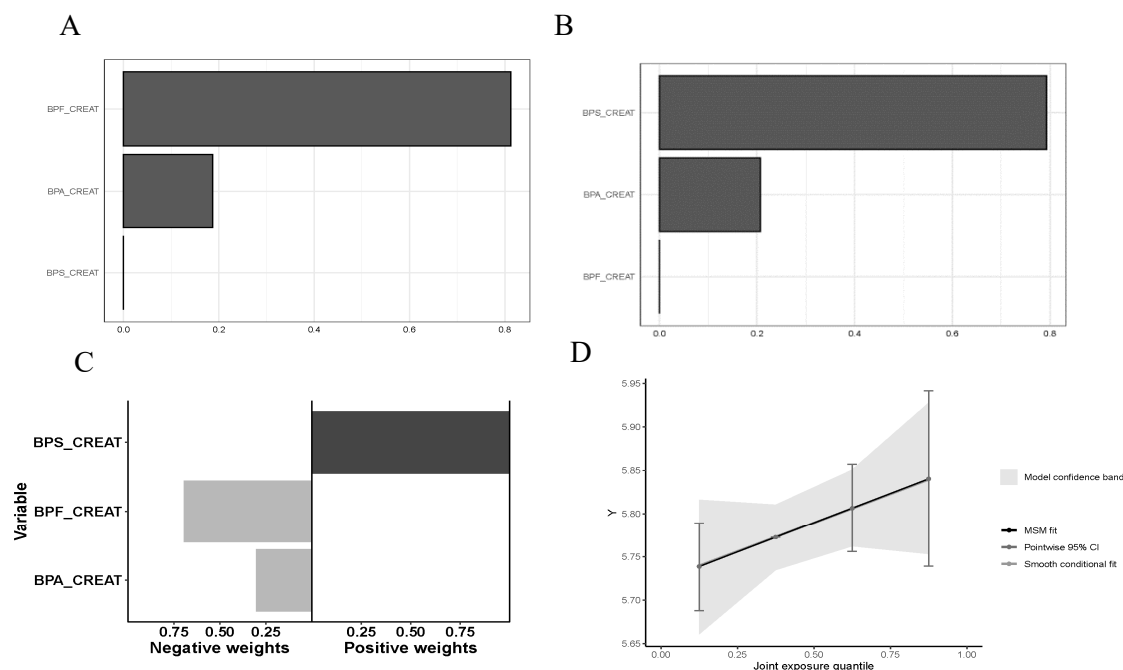 A
BPF_CREAT
BPA_CREAT
BPS_CREAT
0.0 0.2 0.4 0.6 0.8
B
BPS_CREAT
BPA_CREAT
BPF_CREAT
0.0 0.2 0.4 0.6 0.8
C
Variable
BPS_CREAT
BPF_CREAT
BPA_CREAT
0.75 0.50 0.25 0.25 0.50 0.75
Negative weights Positive weights
D
Y
5.95
5.90
5.85
5.80
5.75
5.70
5.65
0.00 0.25 0.50 0.75 1.00
Joint exposure quantile
Model confidence band
MSM fit
Pointwise 95% CI
Smooth conditional fit